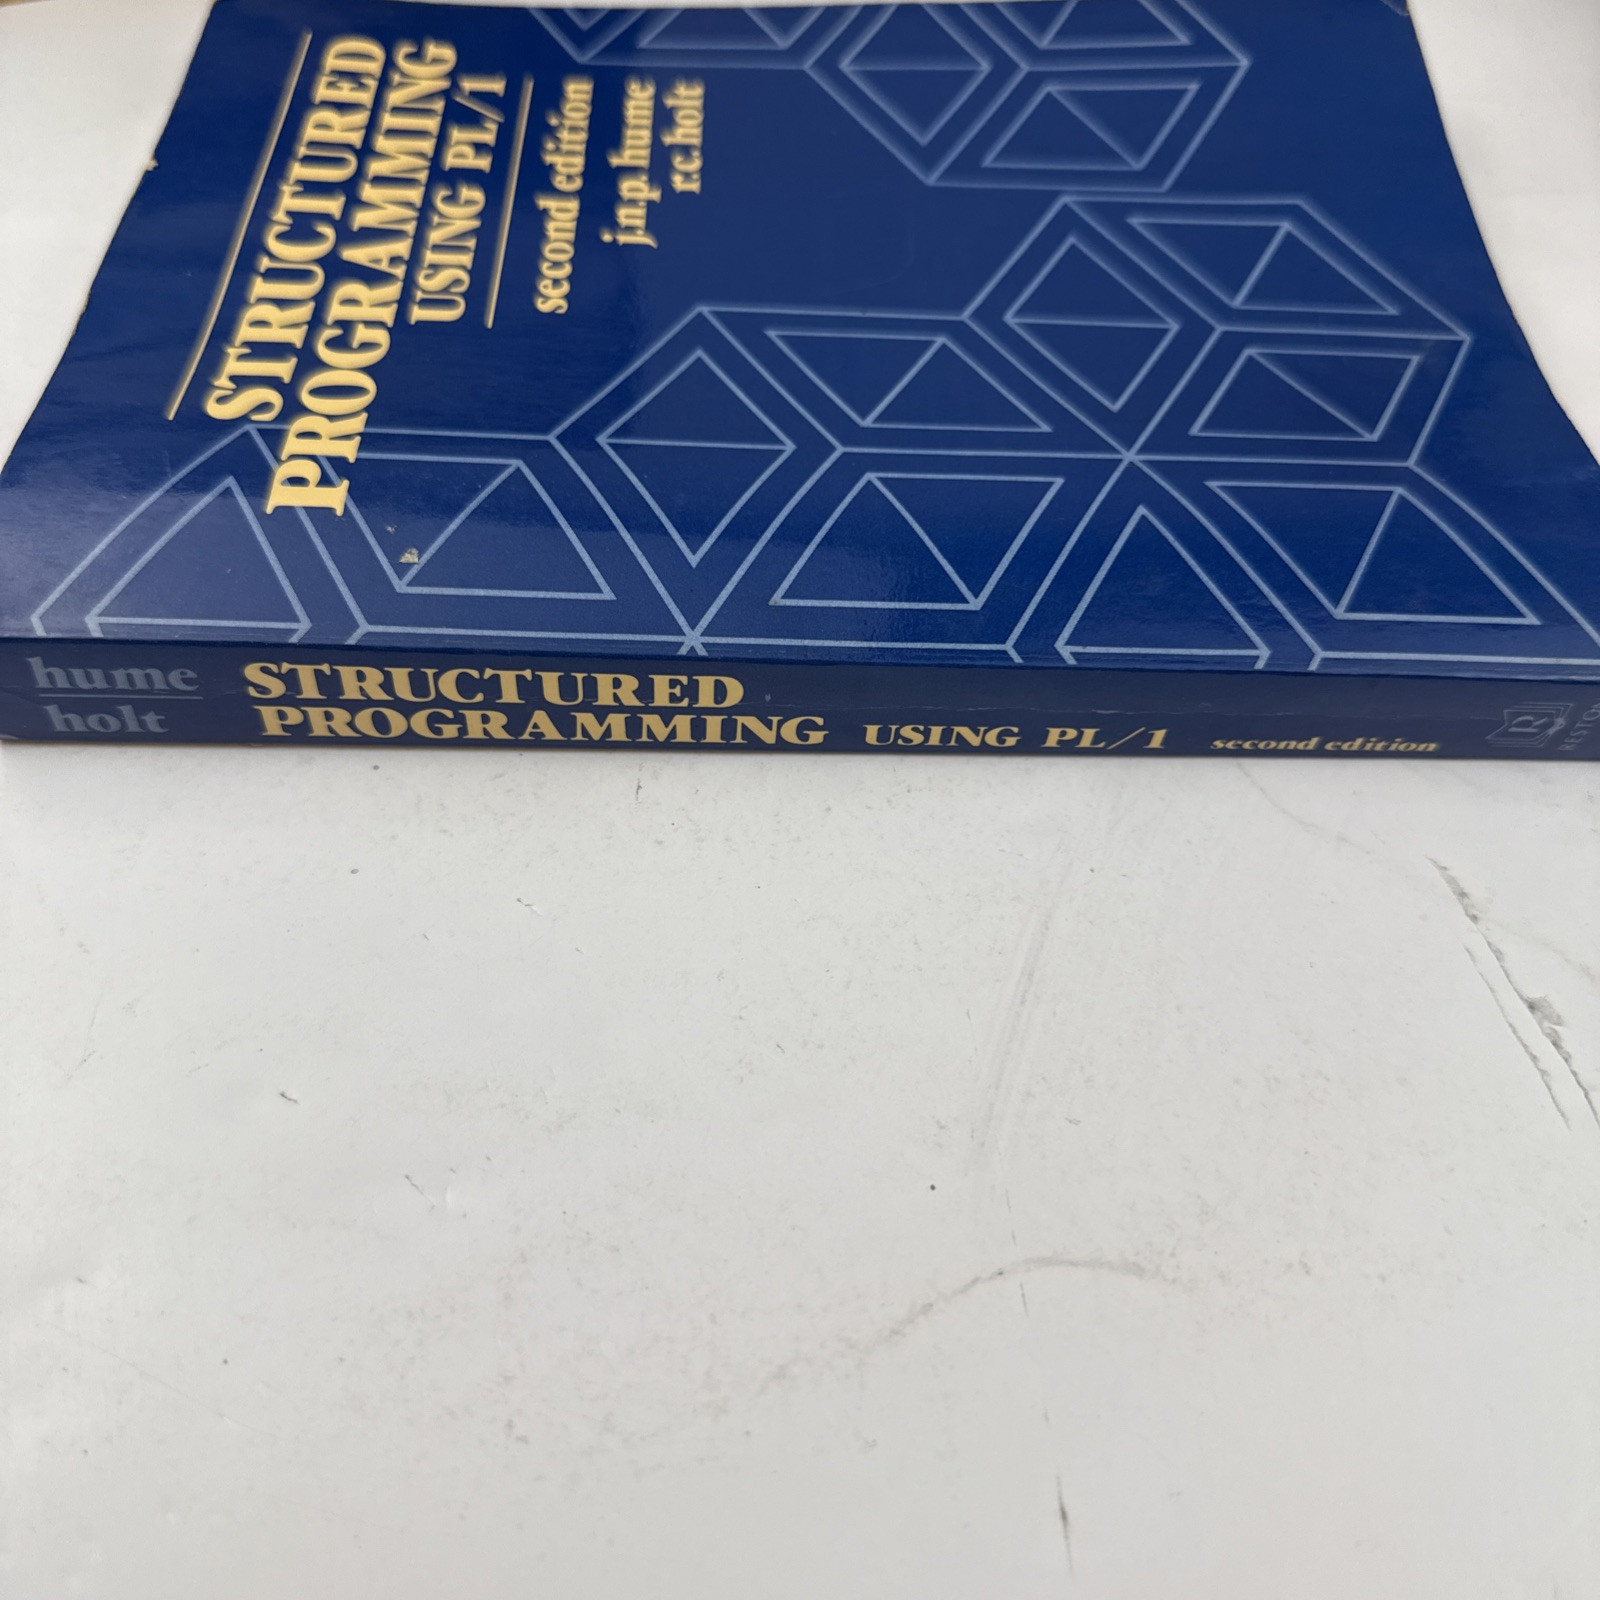 STRUCTURED
PROGRAMMING
USING PL/1
second edition
j.n.p. hume
r.c. holt
hume
holt
STRUCTURED
PROGRAMMING USING PL/1 second edition
R